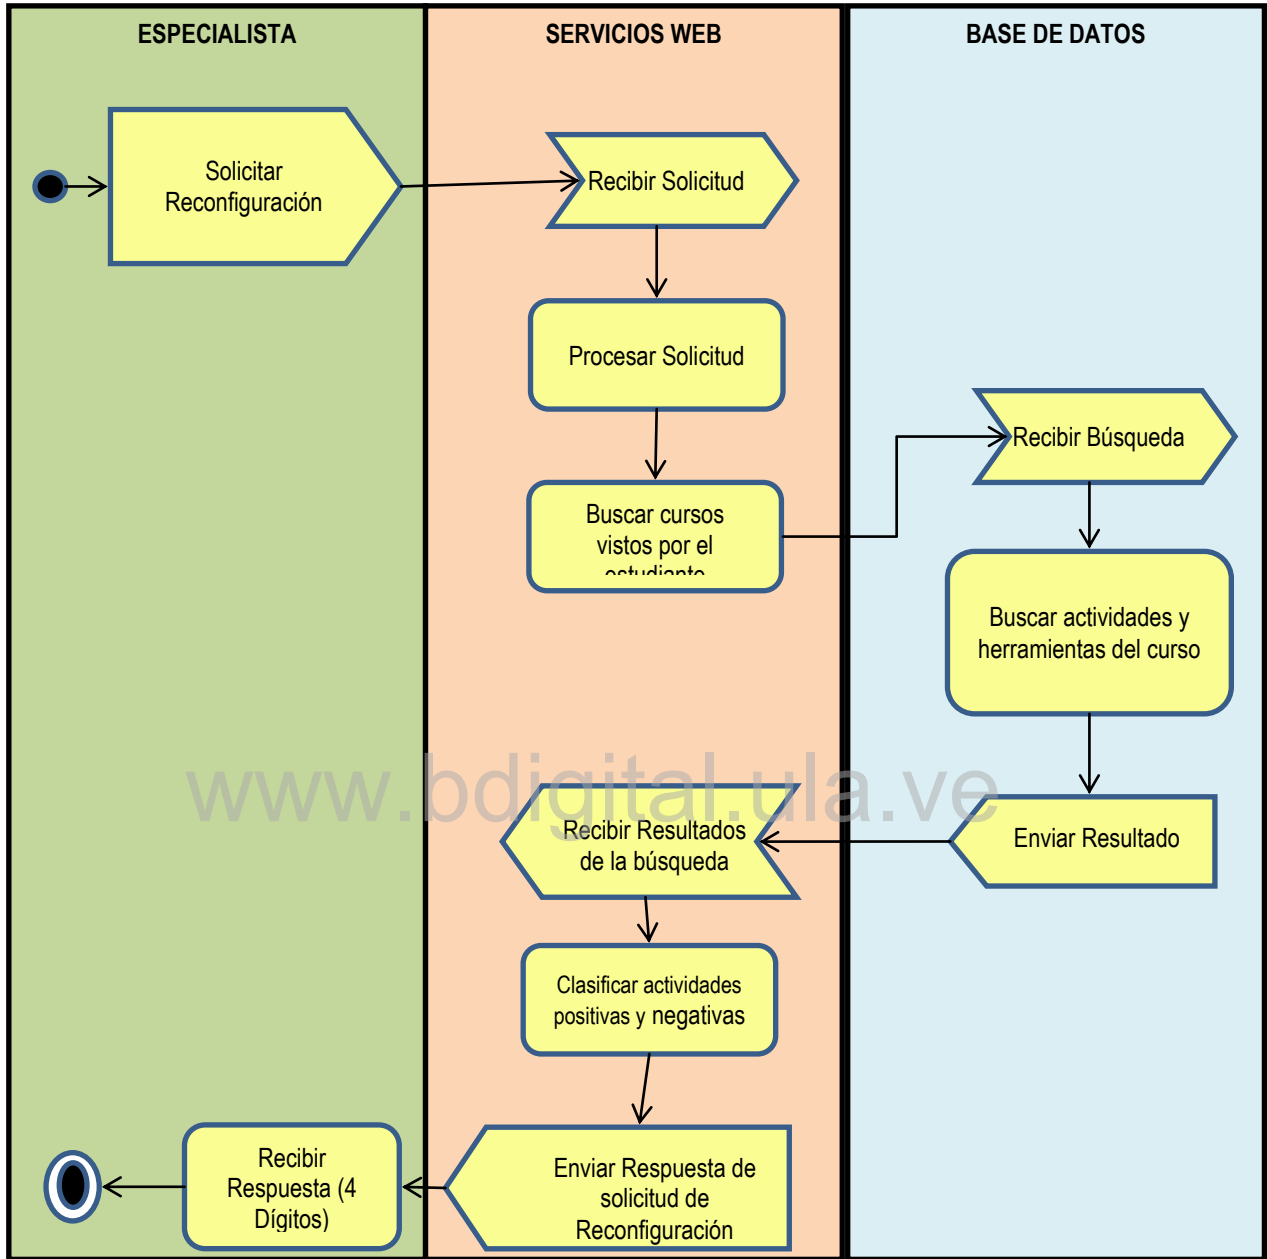 ESPECIALISTA
SERVICIOS WEB
BASE DE DATOS
Solicitar
Reconfiguración
Recibir Solicitud
Procesar Solicitud
Buscar cursos
vistos por el
estudiante
Recibir Búsqueda
Buscar actividades y
herramientas del curso
Enviar Resultado
www.bdigital.ula.ve
Recibir Resultados
de la búsqueda
Clasificar actividades
positivas y negativas
Enviar Respuesta de
solicitud de
Reconfiguración
Recibir
Respuesta (4
Dígitos)